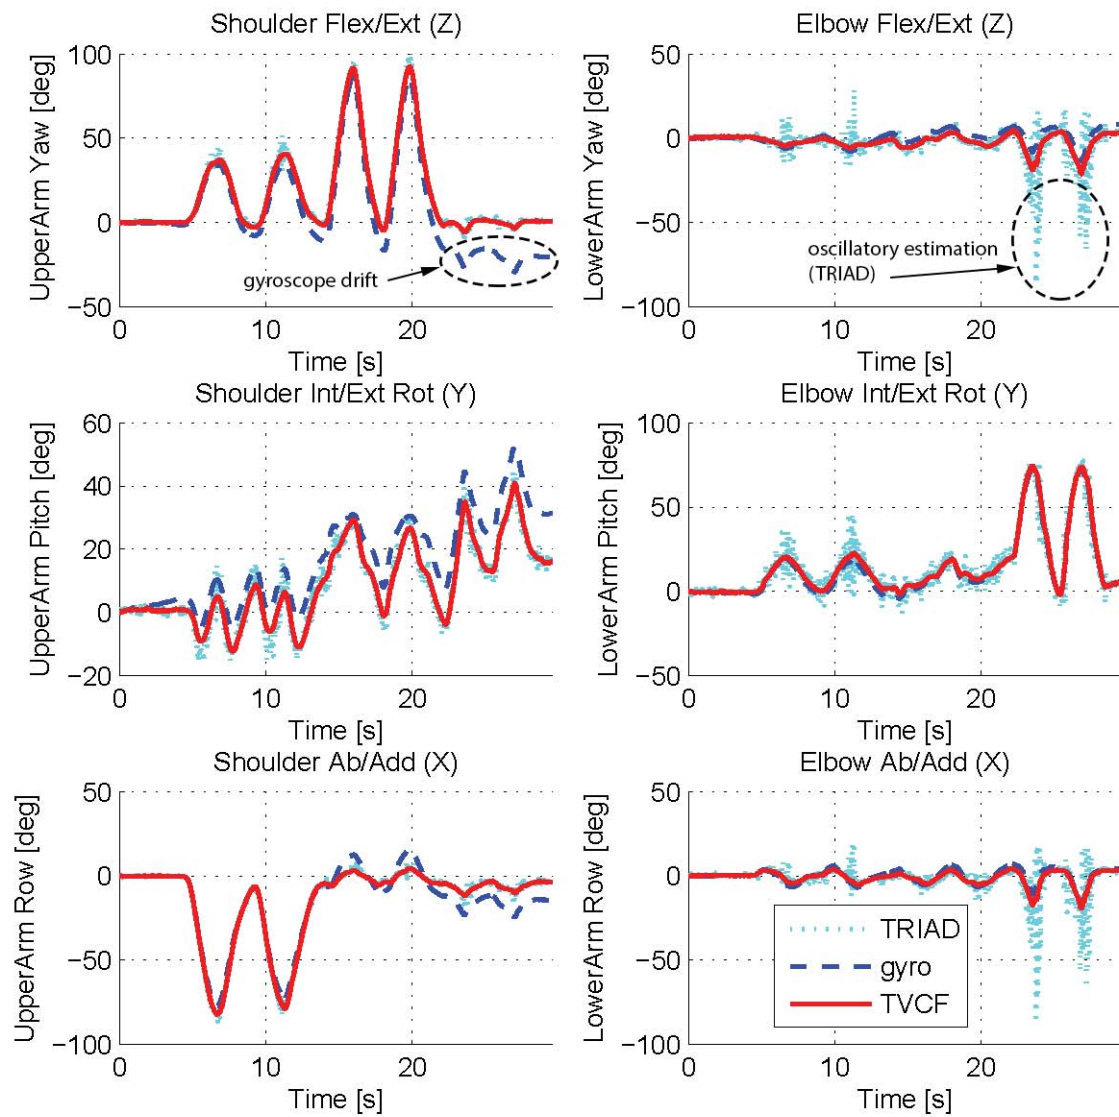 Shoulder Flex/Ext (Z)
UpperArm Yaw [deg]
100
50
0
−50
gyroscope drift
0
10
20
Time [s]
Elbow Flex/Ext (Z)
LowerArm Yaw [deg]
50
0
−50
−100
oscillatory estimation
(TRIAD)
0
10
20
Time [s]
Shoulder Int/Ext Rot (Y)
UpperArm Pitch [deg]
60
40
20
0
−20
0
10
20
Time [s]
Elbow Int/Ext Rot (Y)
LowerArm Pitch [deg]
100
50
0
−50
0
10
20
Time [s]
Shoulder Ab/Add (X)
UpperArm Row [deg]
50
0
−50
−100
0
10
20
Time [s]
Elbow Ab/Add (X)
LowerArm Row [deg]
50
0
−50
−100
TRIAD
gyro
TVCF
0
10
20
Time [s]